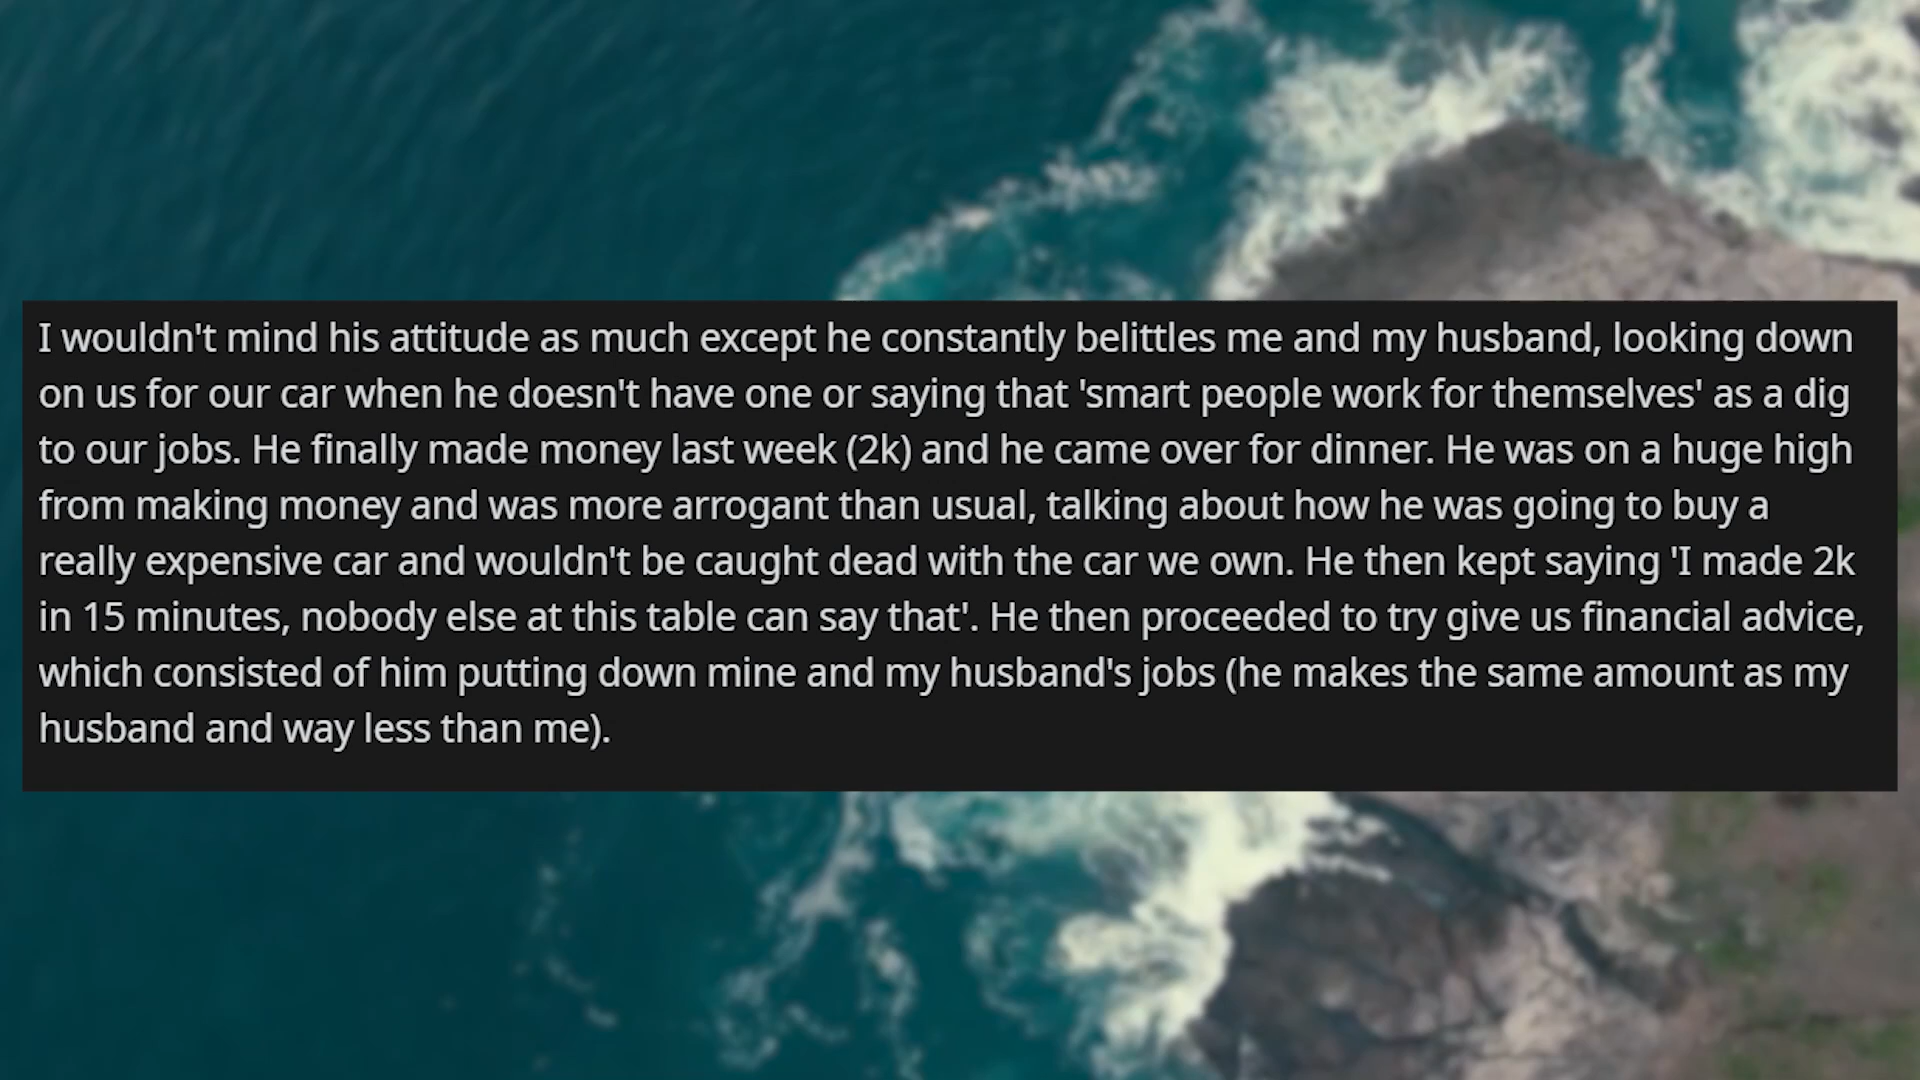 I wouldn't mind his attitude as much except he constantly belittles me and my husband, looking down
on us for our car when he doesn't have one or saying that 'smart people work for themselves' as a dig
to our jobs. He finally made money last week (2k) and he came over for dinner. He was on a huge high
from making money and was more arrogant than usual, talking about how he was going to buy a
really expensive car and wouldn't be caught dead with the car we own. He then kept saying 'I made 2k
in 15 minutes, nobody else at this table can say that'. He then proceeded to try give us financial advice,
which consisted of him putting down mine and my husband's jobs (he makes the same amount as my
husband and way less than me).